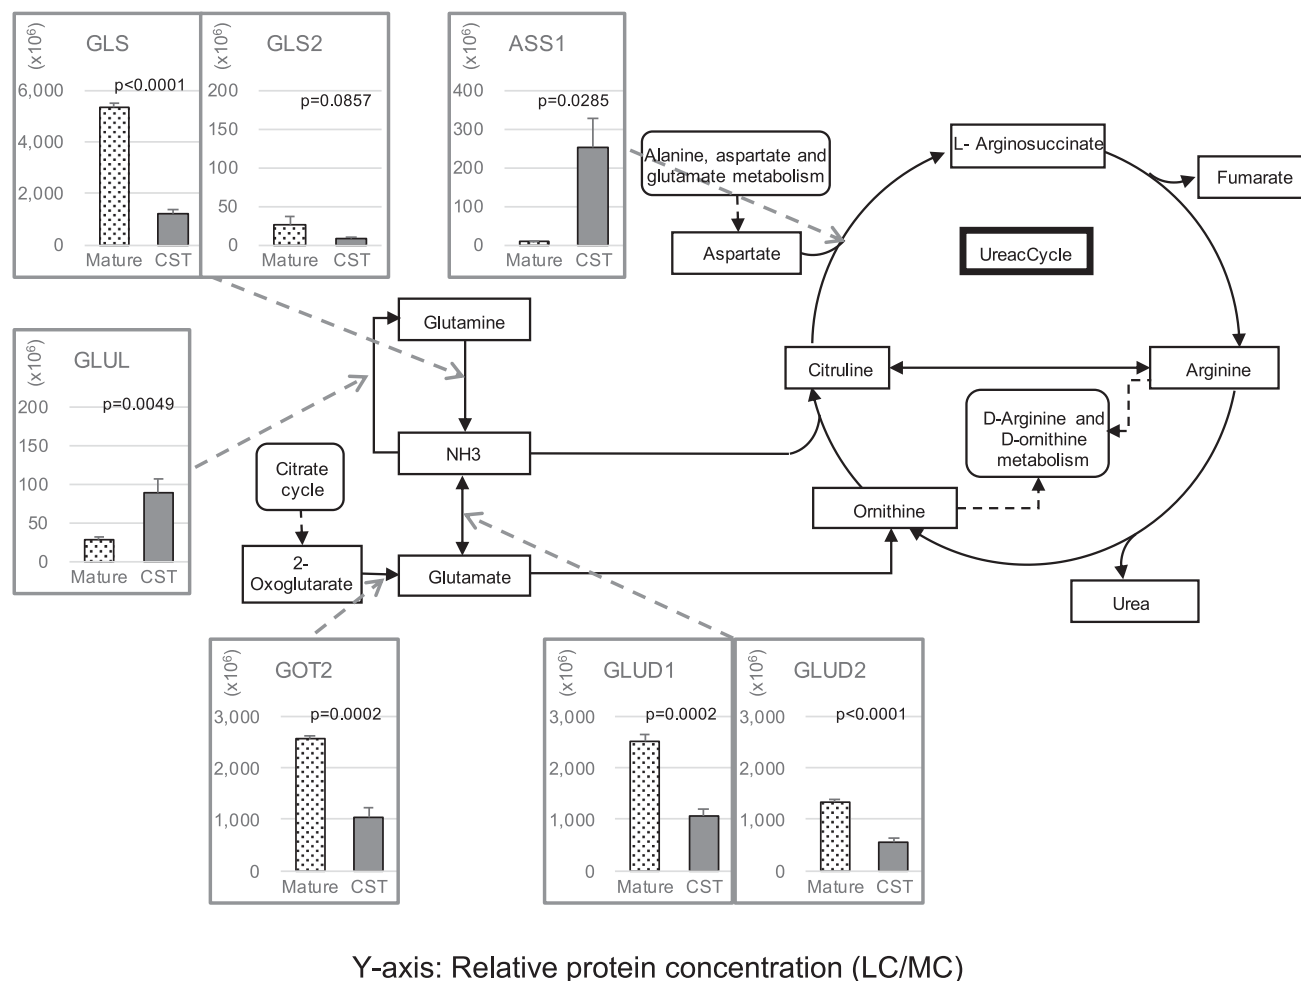 (x10⁶)
GLS
p<0.0001
6,000
4,000
2,000
0
Mature CST
(x10⁶)
GLS2
p=0.0857
200
150
100
50
0
Mature CST
(x10⁶)
ASS1
p=0.0285
400
300
200
100
0
Mature CST
Alanine, aspartate and
glutamate metabolism
Aspartate
L- Arginosuccinate
Fumarate
UreacCycle
Citruline
Arginine
D-Arginine and
D-ornithine
metabolism
Ornithine
Urea
Glutamine
NH3
Glutamate
Citrate
cycle
2-
Oxoglutarate
(x10⁶)
GLUL
p=0.0049
200
150
100
50
0
Mature CST
(x10⁶)
GOT2
p=0.0002
3,000
2,000
1,000
0
Mature CST
(x10⁶)
GLUD1
p=0.0002
3,000
2,000
1,000
0
Mature CST
(x10⁶)
GLUD2
p<0.0001
3,000
2,000
1,000
0
Mature CST
Y-axis: Relative protein concentration (LC/MC)